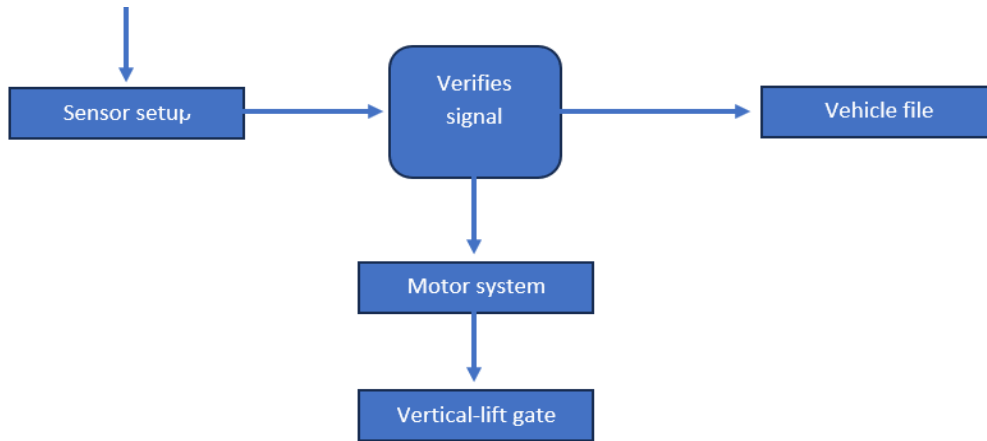 Sensor setup
Verifies
signal
Vehicle file
Motor system
Vertical-lift gate